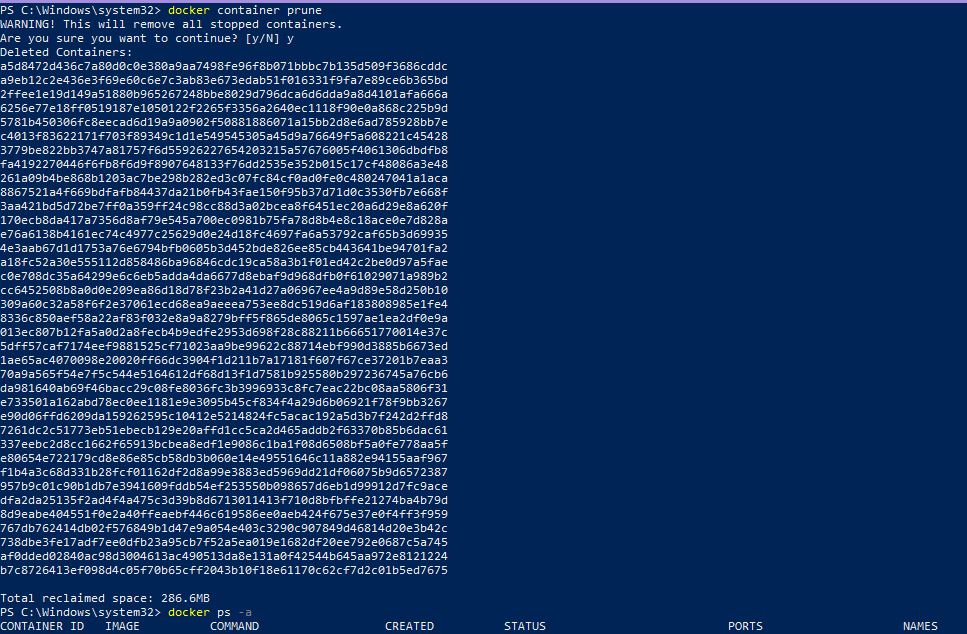 PS C:\Windows\system32> docker container prune
WARNING! This will remove all stopped containers.
Are you sure you want to continue? [y/N] y
Deleted Containers:
a5d8472d436c7a80d0c0e380a9aa7498fe96f8b071bbbc7b135d509f3686cddc
a9eb12c2e436e3f69e60c6e7c3ab83e673edab51f016331f9fa7e89ce6b365bd
2ffee1e19d149a51880b965267248bbe8029d796dca6d6dda9a8d4101afa666a
6256e77e18ff0519187e1050122f2265f3356a2640ec1118f90e0a868c225b9d
5781b450306fc8eecad6d19a9a0902f50881886071a15bb2d8e6ad785928bb7e
c4013f83622171f703f89349c1d1e549545305a45d9a76649f5a608221c45428
3779be822bb3747a81757f6d55926227654203215a57676005f4061306dbdfb8
fa4192270446f6fb8f6d9f8907648133f76dd2535e352b015c17cf48086a3e48
261a09b4be868b1203ac7be298b282ed3c07fc84cf0ad0fe0c480247041a1aca
8867521a4f669bdfafb84437da21b0fb43fae150f95b37d71d0c3530fb7e668f
3aa421bd5d72be7ff0a359ff24c98cc88d3a02bcea8f6451ec20a6d29e8a620f
170ecb8da417a7356d8af79e545a700ec0981b75fa78d8b4e8c18ace0e7d828a
e76a6138b4161ec74c4977c25629d0e24d18fc4697fa6a53792caf65b3d69935
4e3aab67d1d1753a76e6794bfb0605b3d452bde826ee85cb443641be94701fa2
a18fc52a30e555112d858486ba96846cdc19ca58a3b1f01ed42c2be0d97a5fae
c0e708dc35a64299e6c6eb5adda4da6677d8ebaf9d968dfb0f61029071a989b2
cc6452508b8a0d0e209ea86d18d78f23b2a41d27a06967ee4a9d89e58d250b10
309a60c32a58f6f2e37061ecd68ea9aeeea753ee8dc519d6af183808985e1fe4
8336c850aef58a22af83f032e8a9a8279bff5f865de8065c1597ae1ea2df0e9a
013ec807b12fa5a0d2a8fecb4b9edfe2953d698f28c88211b66651770014e37c
5dff57caf7174eef9881525cf71023aa9be99622c88714ebf990d3885b6673ed
1ae65ac4070098e20020ff66dc3904f1d211b7a17181f607f67ce37201b7eaa3
70a9a565f54e7f5c544e5164612df68d13f1d7581b925580b297236745a76cb6
da981640ab69f46bacc29c08fe8036fc3b3996933c8fc7eac22bc08aa5806f31
e733501a162abd78ec0ee1181e9e3095b45cf834f4a29d6b06921f78f9bb3267
e90d06ffd6209da159262595c10412e5214824fc5acac192a5d3b7f242d2ffd8
7261dc2c51773eb51ebecb129e20affd1cc5ca2d465addb2f63370b85b6dac61
337eebc2d8cc1662f65913bcbea8edf1e9086c1ba1f08d6508bf5a0fe778aa5f
e80654e722179cd8e86e85cb58db3b060e14e49551646c11a882e94155aaf967
f1b4a3c68d331b28fcf01162df2d8a99e3883ed5969dd21df06075b9d6572387
957b9c01c90b1db7e3941609fddb54ef253550b098657d6eb1d99912d7fc9ace
dfa2da25135f2ad4f4a475c3d39b8d6713011413f710d8bfbffe21274ba4b79d
8d9eabe404551f0e2a40ffeaebf446c619586ee0aeb424f675e37e0f4ff3f959
767db762414db02f576849b1d47e9a054e403c3290c907849d46814d20e3b42c
738dbe3fe17adf7ee0dfb23a95cb7f52a5ea019e1682df20ee792e0687c5a745
af0dded02840ac98d3004613ac490513da8e131a0f42544b645aa972e8121224
b7c8726413ef098d4c05f70b65cff2043b10f18e61170c62cf7d2c01b5ed7675
Total reclaimed space: 286.6MB
PS C:\Windows\system32> docker ps -a
CONTAINER ID IMAGE COMMAND CREATED STATUS PORTS NAMES